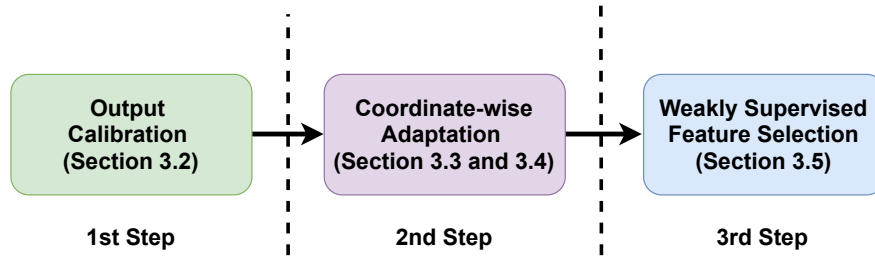 Output
Calibration
(Section 3.2)
Coordinate-wise
Adaptation
(Section 3.3 and 3.4)
Weakly Supervised
Feature Selection
(Section 3.5)
1st Step
2nd Step
3rd Step